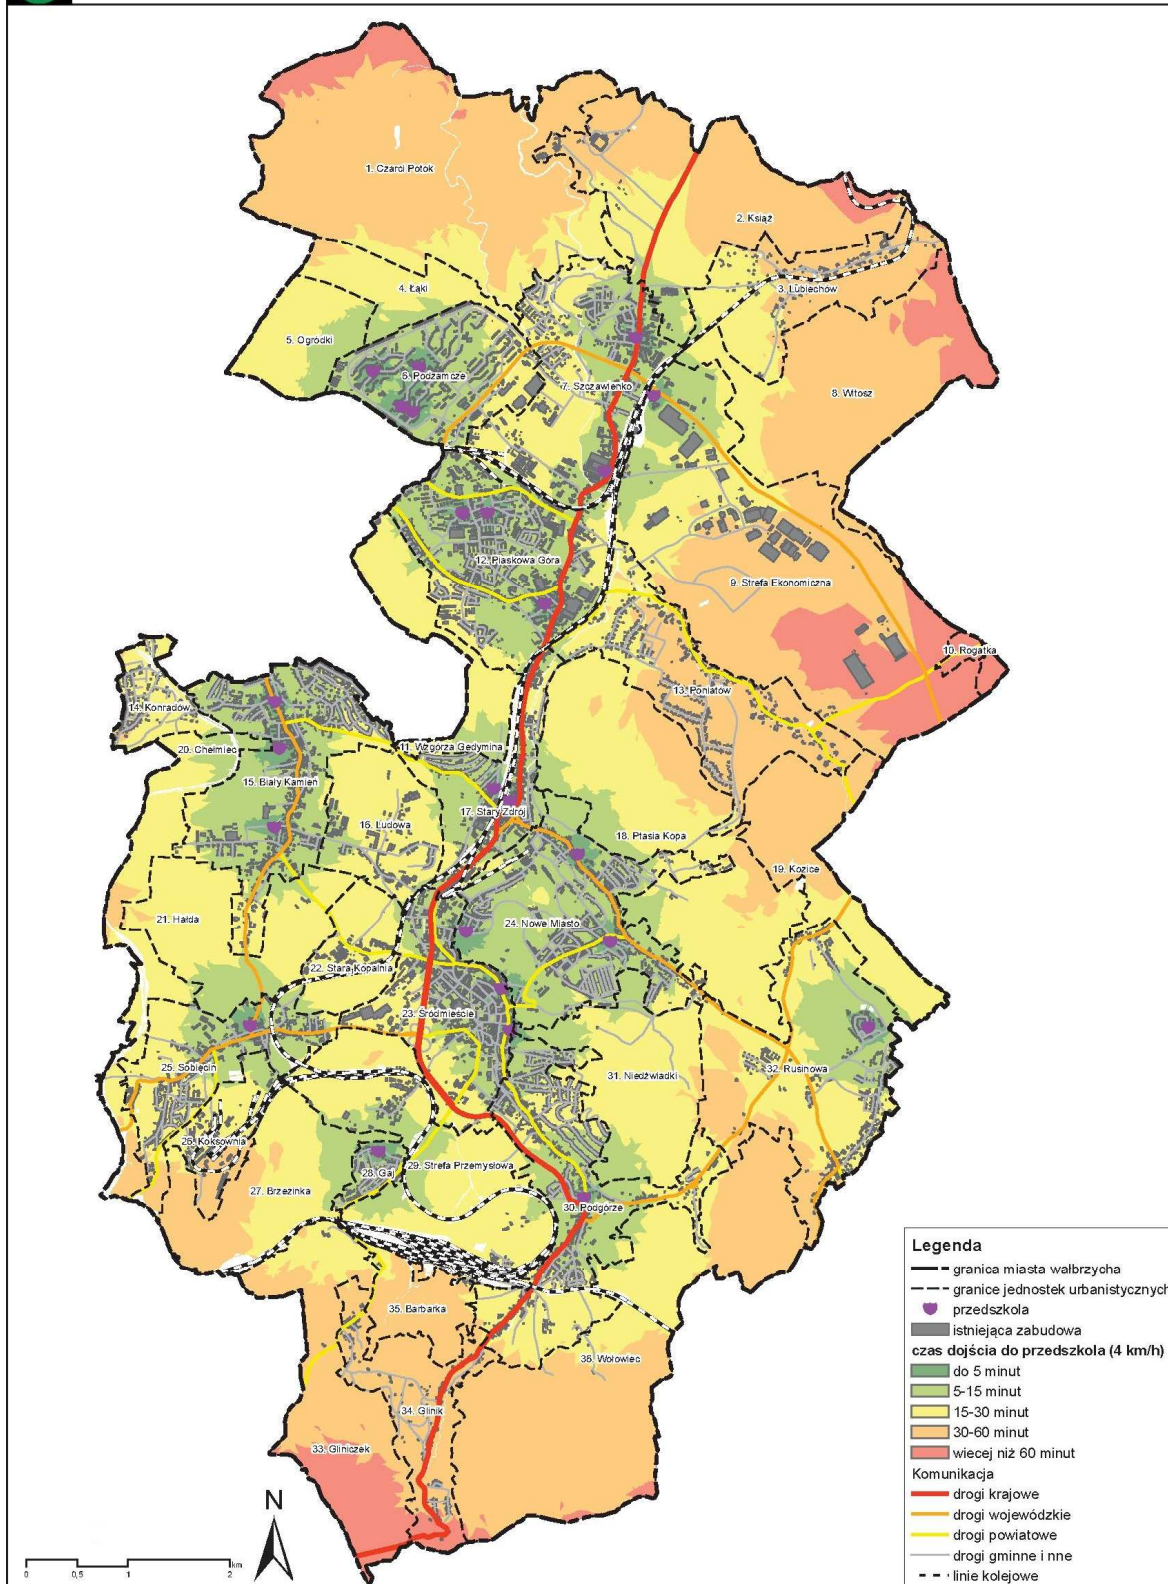 1. Czarci Potok
2. Książ
3. Lubiechów
4. Łąki
5. Ogródki
6. Podzamcze
7. Szczawienko
8. Witosz
12. Piaskowa Góra
9. Strefa Ekonomiczna
10. Rogatka
13. Poniatów
14. Konradów
11. Wzgórza Gedymina
20. Chełmiec
15. Biały Kamień
17. Stary Zdrój
16. Ludowa
18. Ptasia Kopa
19. Kozice
21. Hałda
24. Nowe Miasto
22. Stara Kopalnia
23. Śródmieście
25. Sobięcin
31. Niedźwiadki
32. Rusinowa
26. Koksownia
28. Gaj
29. Strefa Przemysłowa
27. Brzezinka
30. Podgórze
35. Barbarka
36. Wołowiec
34. Glinik
33. Gliniczek
Legenda
granica miasta wałbrzycha
granice jednostek urbanistycznych
przedszkola
istniejąca zabudowa
czas dojścia do przedszkola (4 km/h)
do 5 minut
5-15 minut
15-30 minut
30-60 minut
wiecej niż 60 minut
Komunikacja
drogi krajowe
drogi wojewódzkie
drogi powiatowe
drogi gminne i nne
linie kolejowe
N
km
0 0,5 1 2